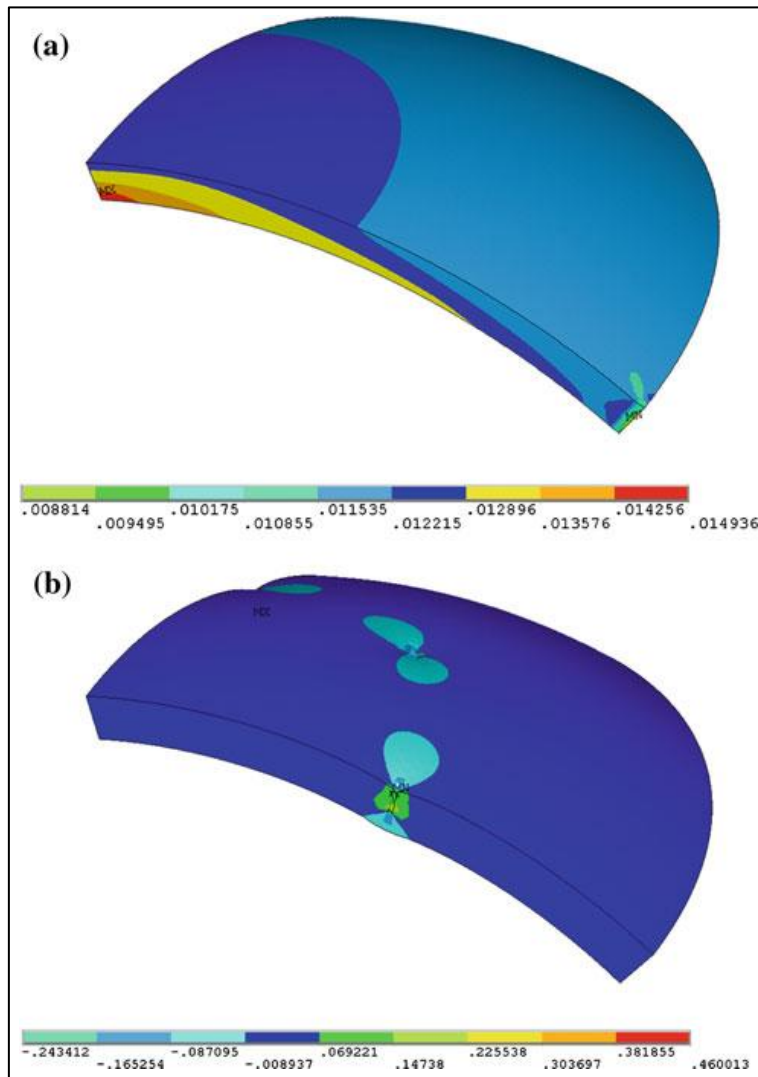 (a)
MX
MN
.008814 .010175 .011535 .012896 .014256
.009495 .010855 .012215 .013576 .014936
(b)
MX
-.243412 -.087095 .069221 .225538 .381855
-.165254 -.008937 .14738 .303697 .460013